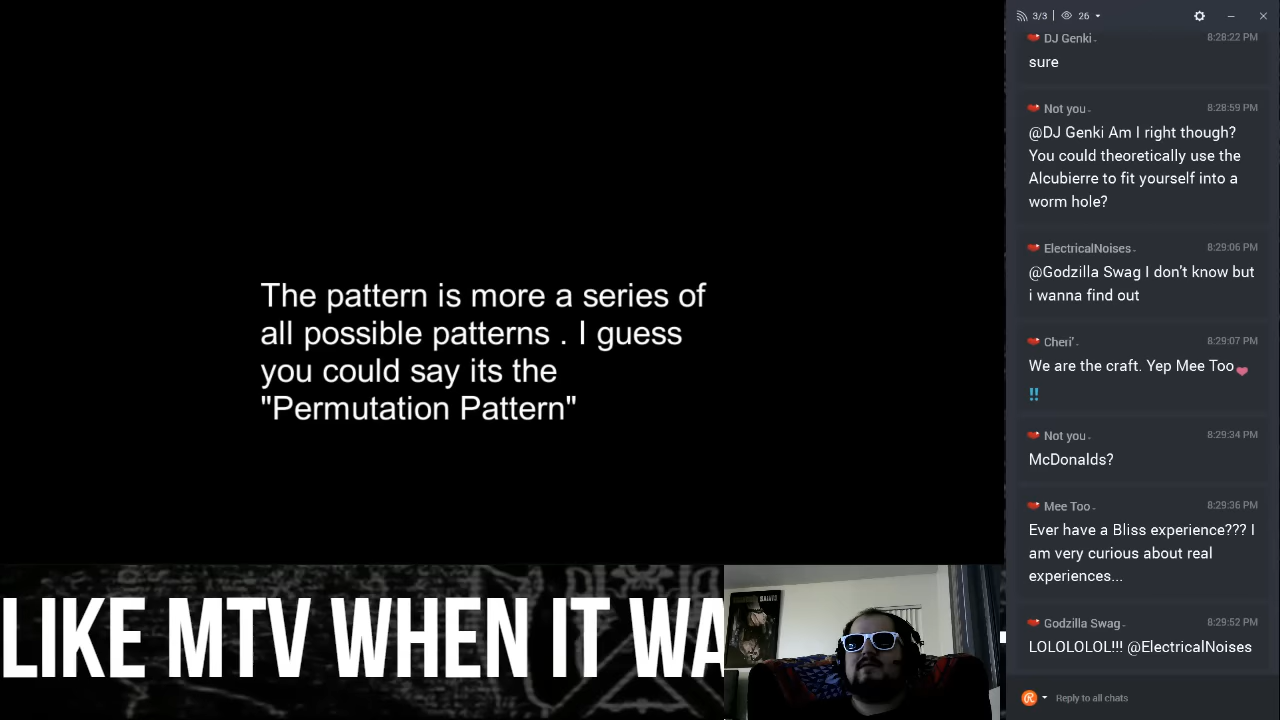 The pattern is more a series of
all possible patterns . I guess
you could say its the
"Permutation Pattern"
LIKE MTV WHEN IT WA
3/3
26
DJ Genki
8:28:22 PM
sure
Not you
8:28:59 PM
@DJ Genki Am I right though?
You could theoretically use the
Alcubierre to fit yourself into a
worm hole?
ElectricalNoises
8:29:06 PM
@Godzilla Swag I don't know but
i wanna find out
Cheri'
8:29:07 PM
We are the craft. Yep Mee Too
!!
Not you
8:29:34 PM
McDonalds?
Mee Too
8:29:36 PM
Ever have a Bliss experience??? I
am very curious about real
experiences...
Godzilla Swag
8:29:52 PM
LOLOLOLOL!!! @ElectricalNoises
Reply to all chats